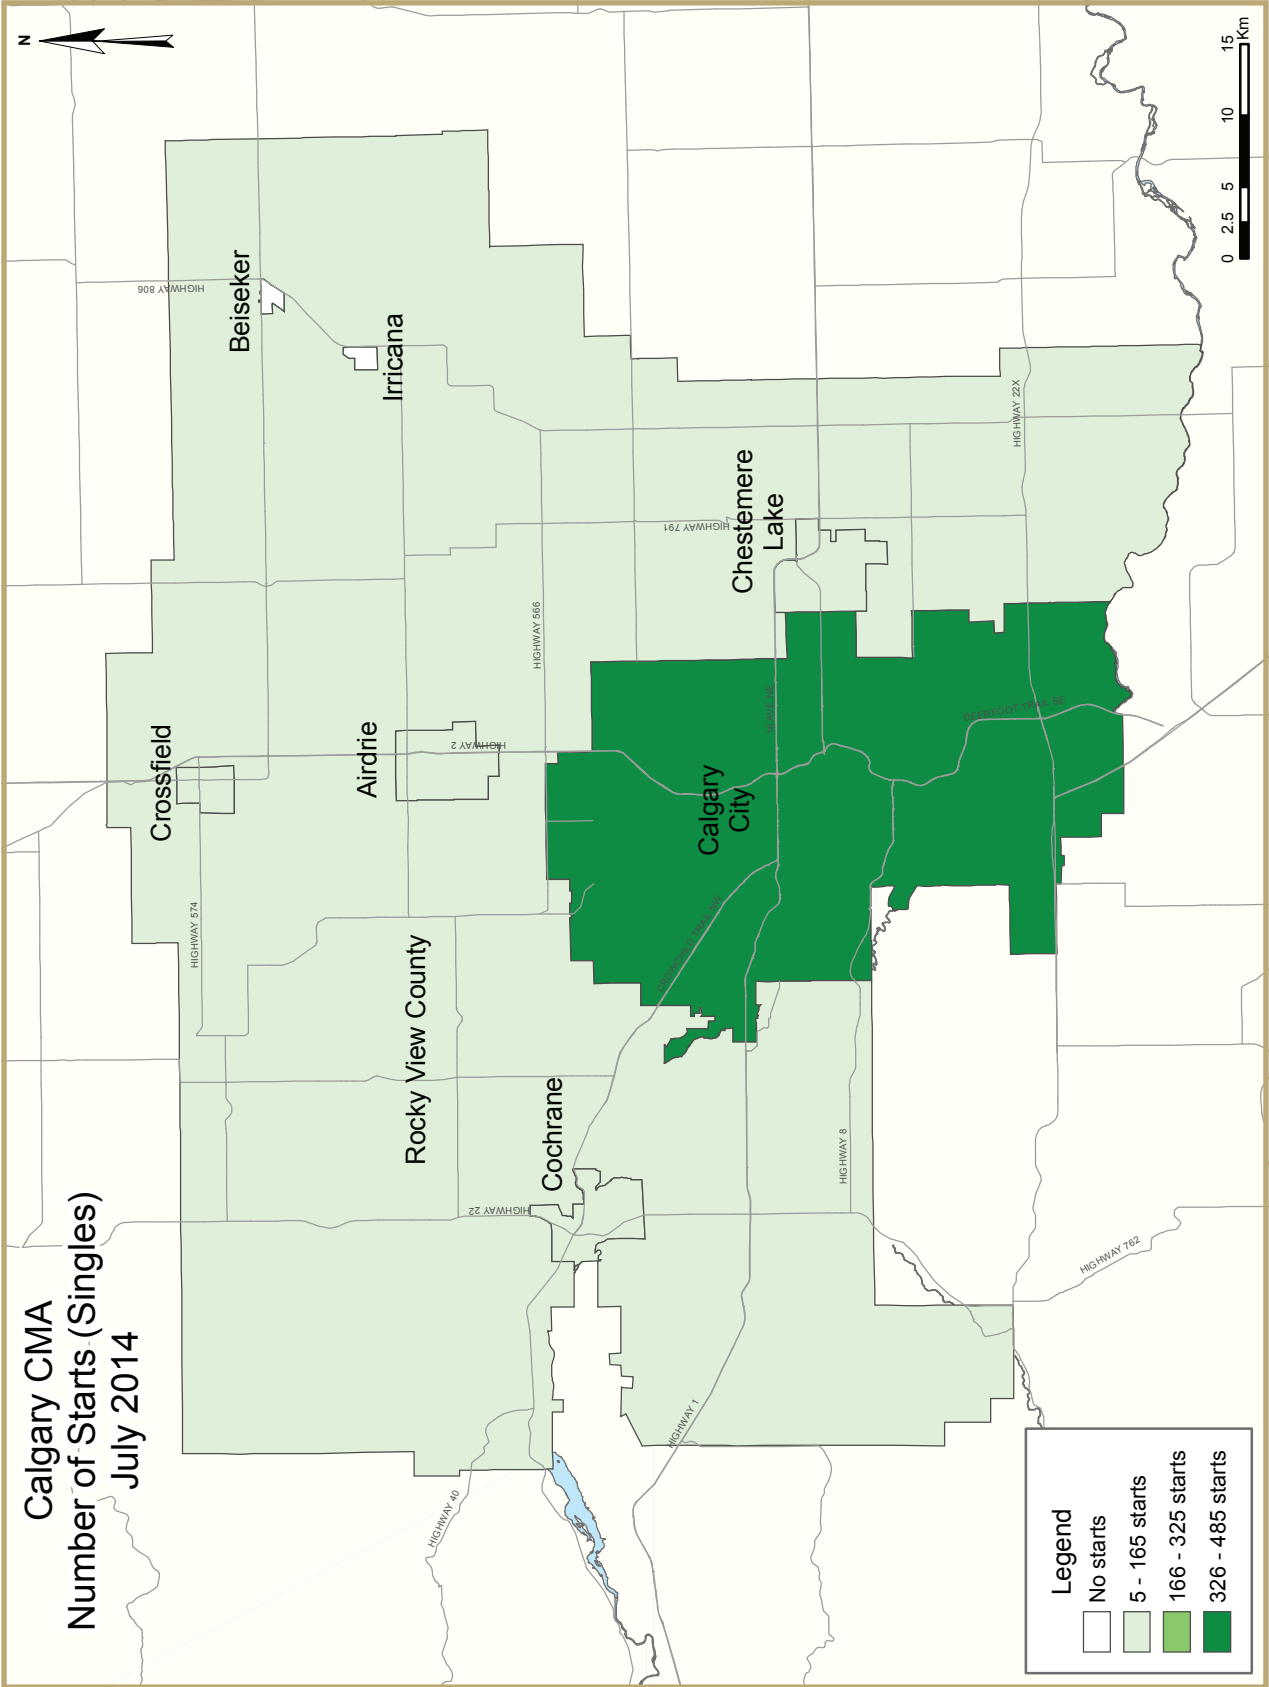 Calgary CMA
Number of Starts (Singles)
July 2014
N
HIGHWAY 806
Beiseker
Irricana
Crossfield
HIGHWAY 574
Airdrie
HIGHWAY 2
HIGHWAY 566
Rocky View County
Cochrane
HIGHWAY 22
HIGHWAY 40
HIGHWAY 1
HIGHWAY 8
HIGHWAY 762
Calgary
City
DEERFOOT TRAIL SE
Chestemere
Lake
HIGHWAY 791
HIGHWAY 22X
Legend
No starts
5 - 165 starts
166 - 325 starts
326 - 485 starts
0 2.5 5 10 15
Km